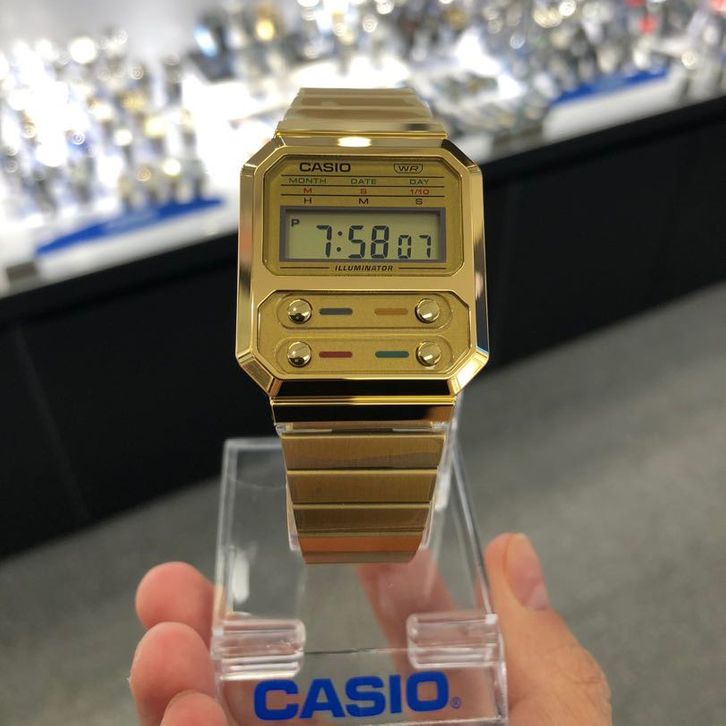 CASIO WR
MONTH DATE DAY
M S 1/10
H M S
P 7:58 07
ILLUMINATOR
CASIO®